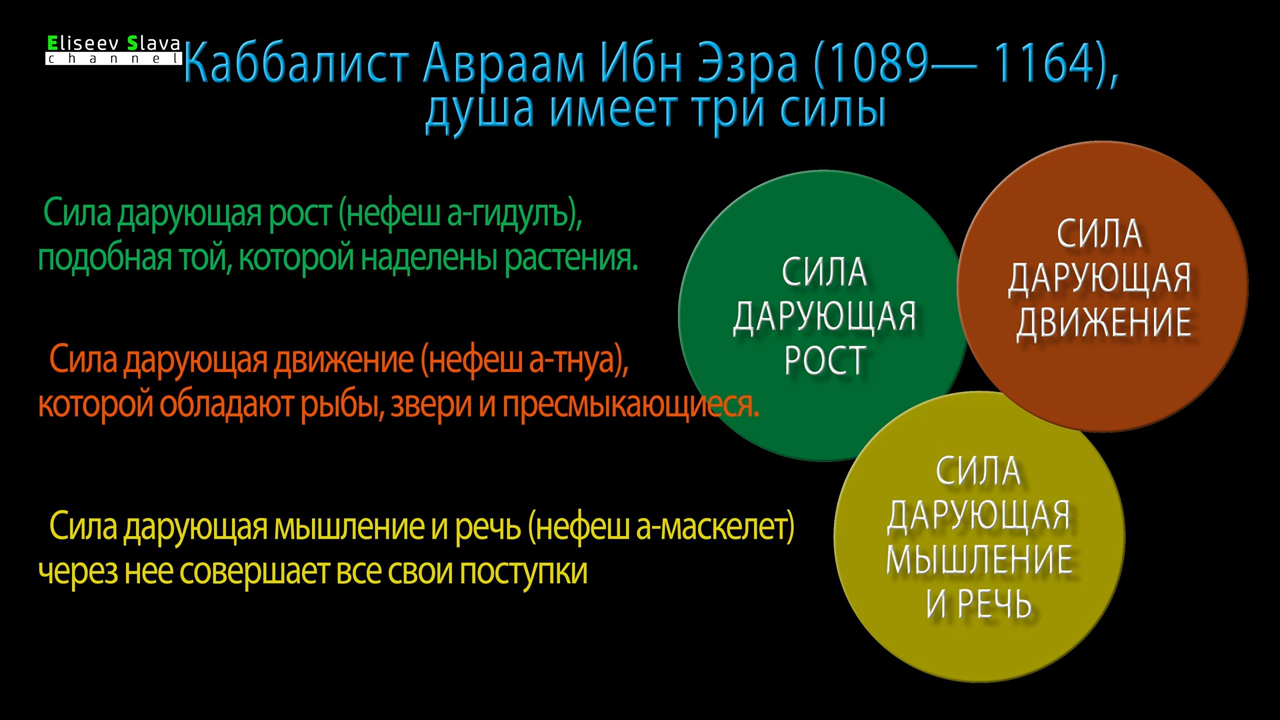 Eliseev Slava
channel
Каббалист Авраам Ибн Эзра (1089— 1164),
душа имеет три силы
Сила дарующая рост (нефеш а-гидулъ),
подобная той, которой наделены растения.
Сила дарующая движение (нефеш а-тнуа),
которой обладают рыбы, звери и пресмыкающиеся.
Сила дарующая мышление и речь (нефеш а-маскелет)
через нее совершает все свои поступки
СИЛА
ДАРУЮЩАЯ
РОСТ
СИЛА
ДАРУЮЩАЯ
ДВИЖЕНИЕ
СИЛА
ДАРУЮЩАЯ
МЫШЛЕНИЕ
И РЕЧЬ